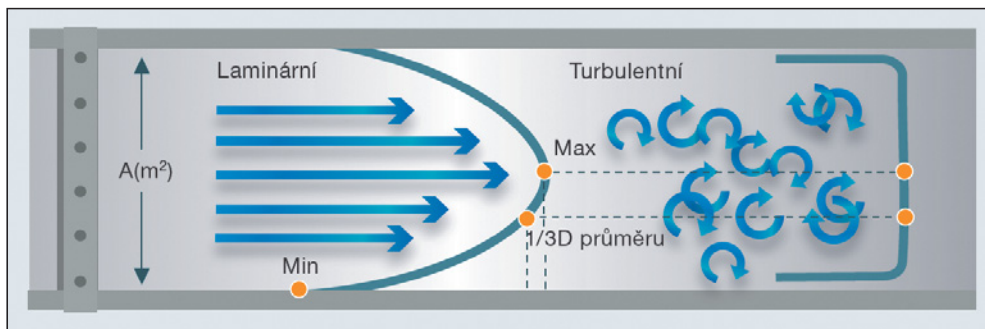 Laminární
Turbulentní
A(m²)
Max
1/3D průměru
Min